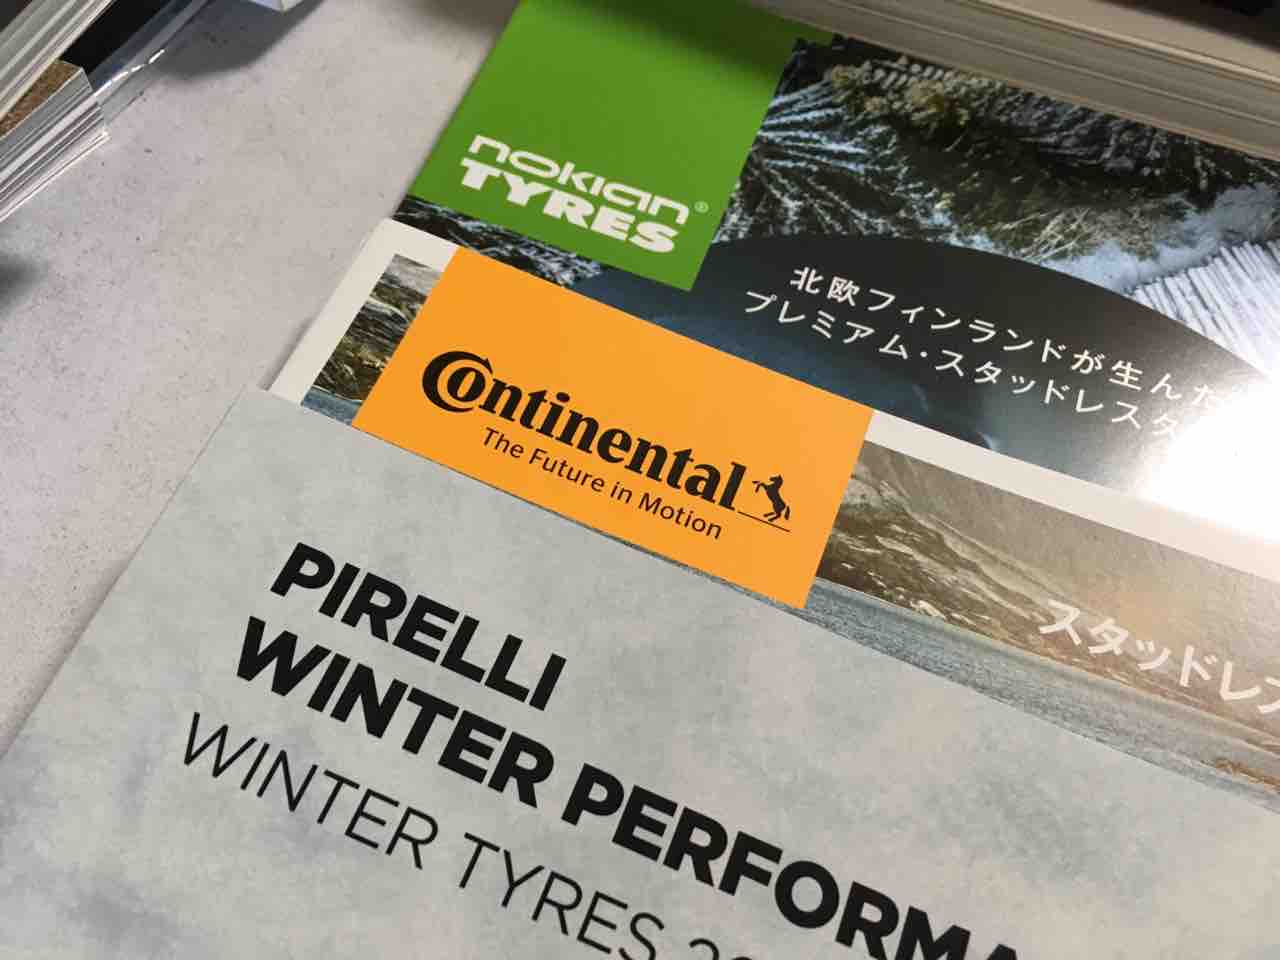 nokian®
TYRES
北欧フィンランドが生んだ
プレミアム・スタッドレス
Continental
The Future in Motion
スタッドレ
PIRELLI
WINTER PERFORMA
WINTER TYRES